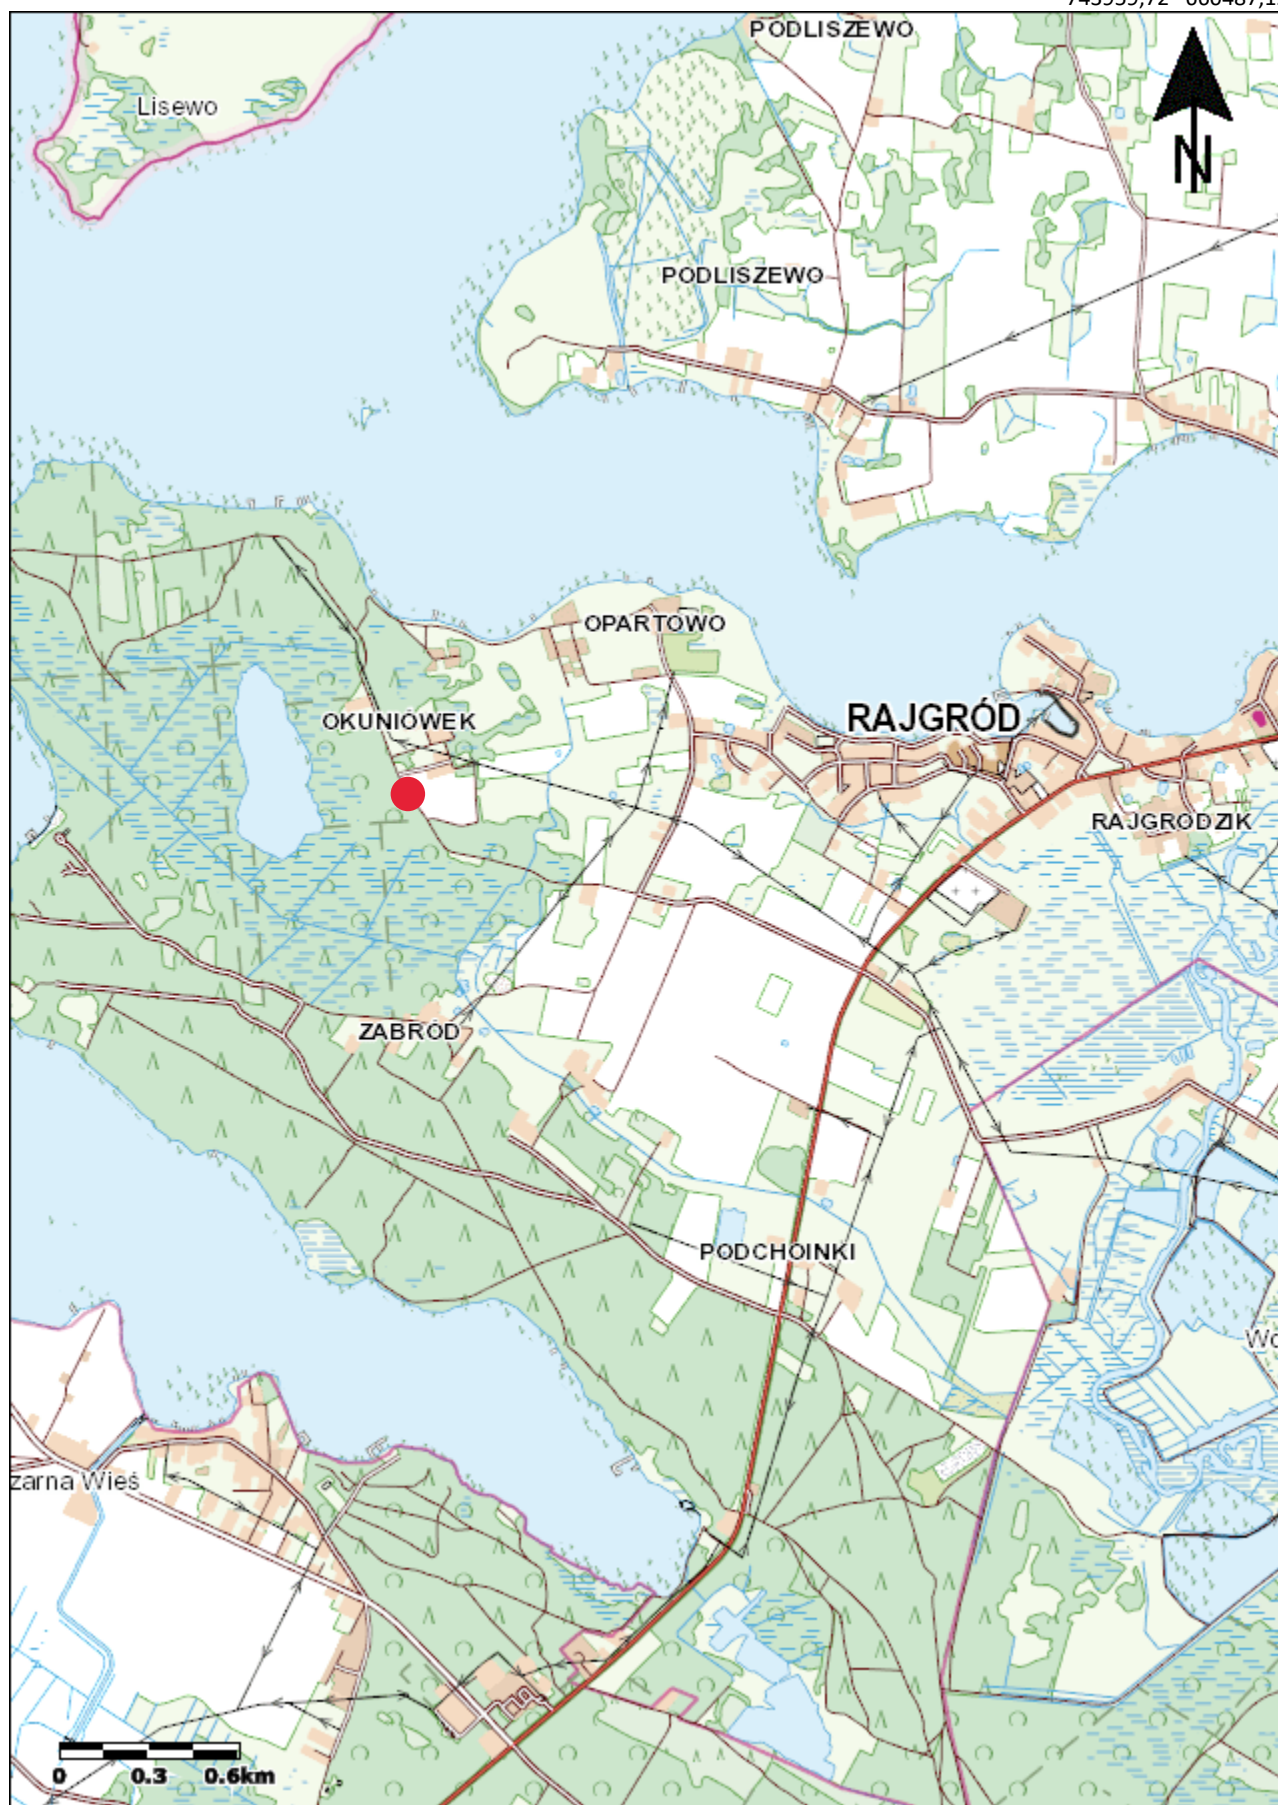 PODLISZEWO
Lisewo
N
PODLISZEWO
OPARTOWO
OKUNIÓWEK
RAJGRÓD
RAJGRODZIK
ZABRÓD
PODCHOINKI
zarna Wieś
0 0.3 0.6km